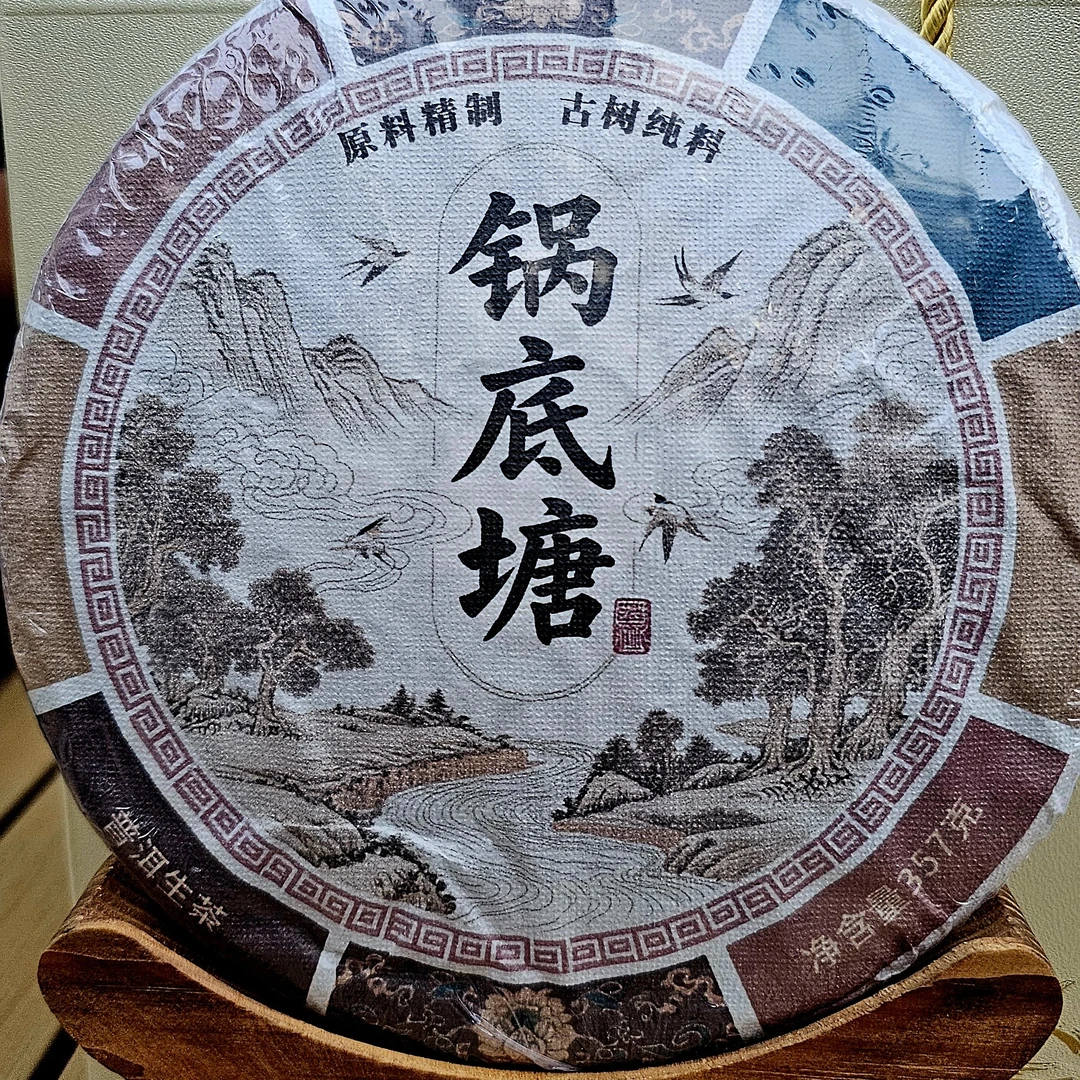 原料精制 古树纯料
锅底塘
普洱生茶
净含量357克